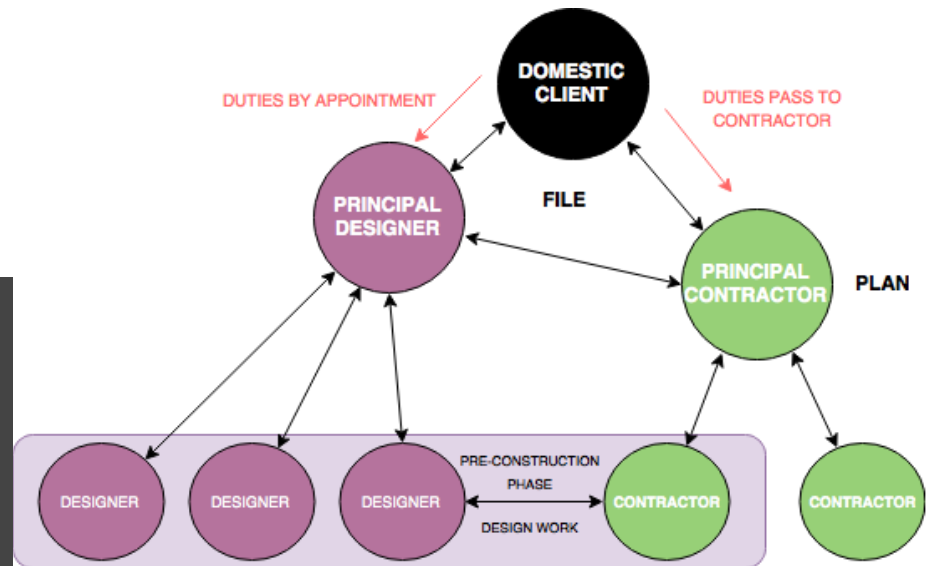 DOMESTIC
CLIENT
DUTIES BY APPOINTMENT
DUTIES PASS TO
CONTRACTOR
PRINCIPAL
DESIGNER
FILE
PRINCIPAL
CONTRACTOR
PLAN
DESIGNER
DESIGNER
DESIGNER
PRE-CONSTRUCTION
PHASE
DESIGN WORK
CONTRACTOR
CONTRACTOR